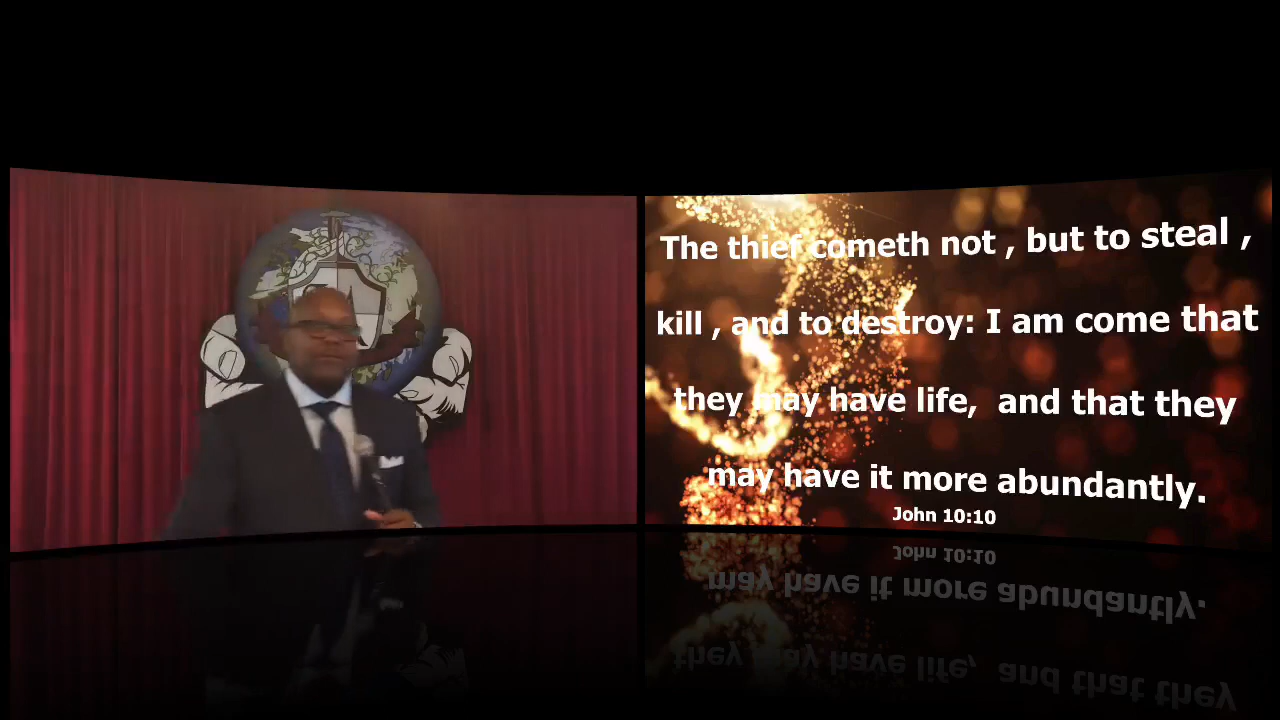 The thief cometh not , but to steal ,
kill , and to destroy: I am come that
they may have life,  and that they
may have it more abundantly.
John 10:10